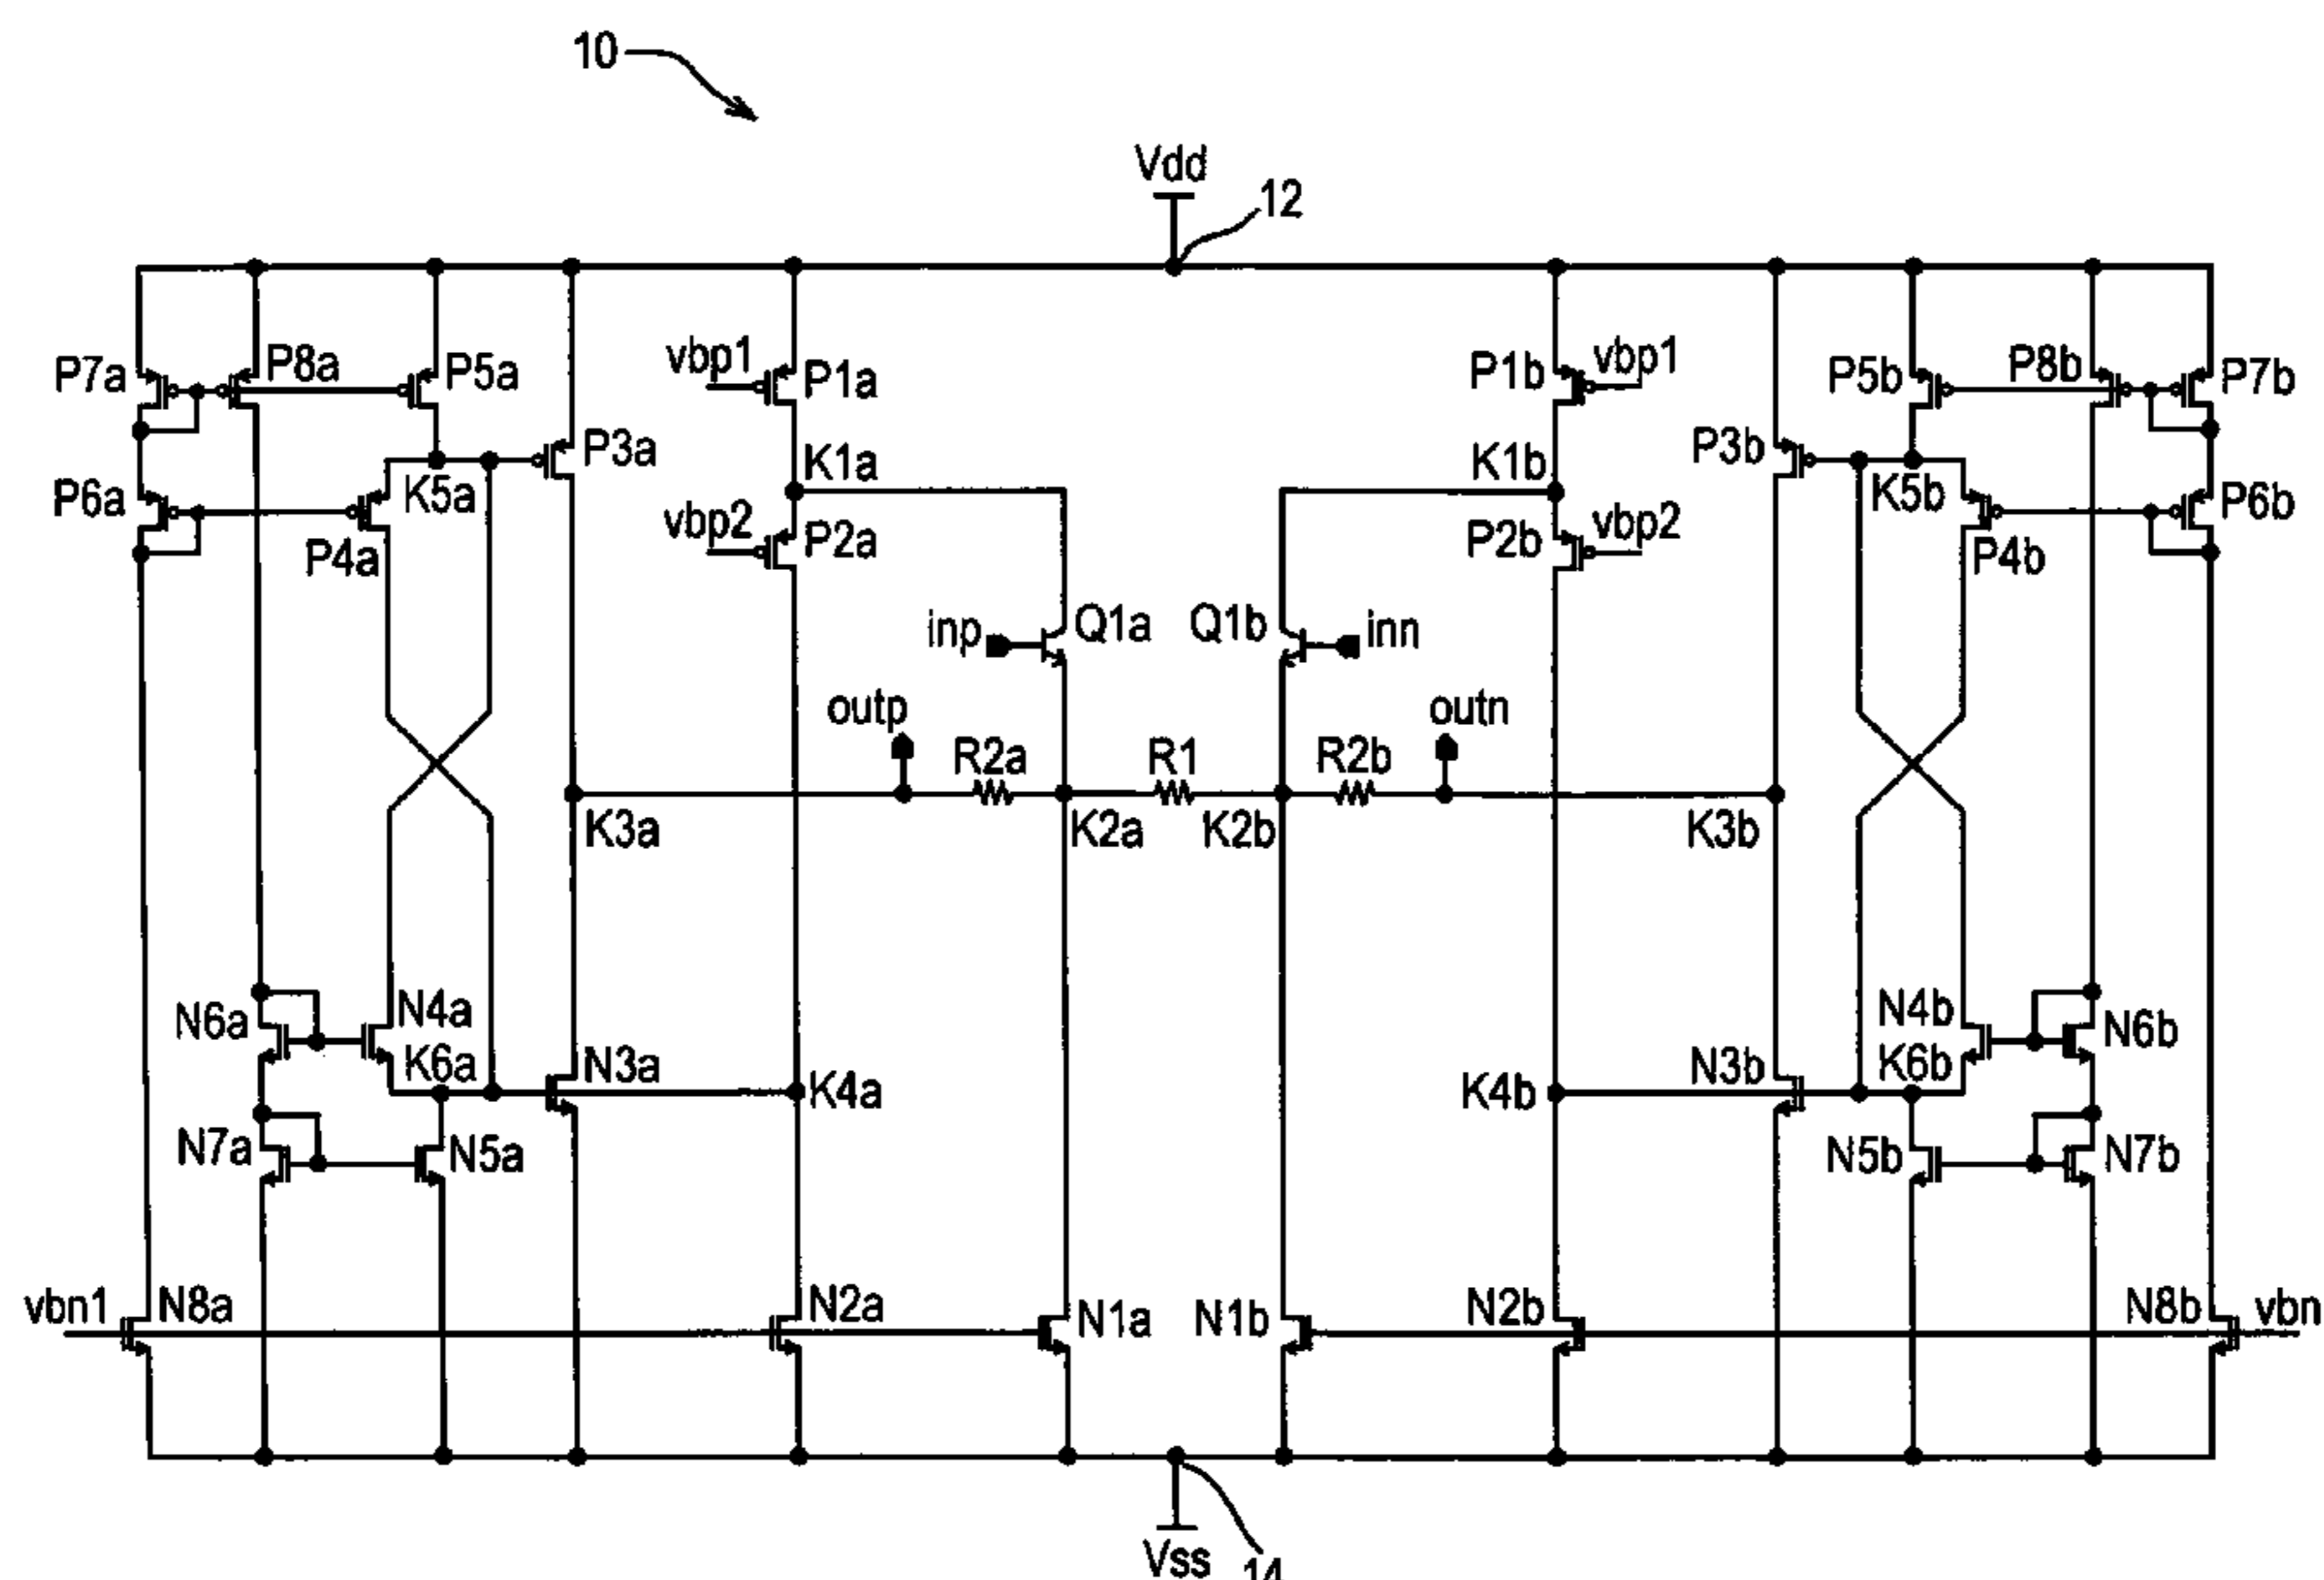 10
Vdd
12
P7a P8a P5a vbp1 P1a P1b vbp1 P5b P8b P7b
P3a K1a K1b P3b
P6a K5a vbp2 P2a P2b vbp2 K5b P6b
P4a P4b
inp Q1a Q1b inn
outp outn
R2a R1 R2b
K3a K2a K2b K3b
N6a N4a N4b N6b
K6a N3a K4a K4b N3b K6b
N7a N5a N5b N7b
vbn1 N8a N2a N1a N1b N2b N8b vbn
Vss 14